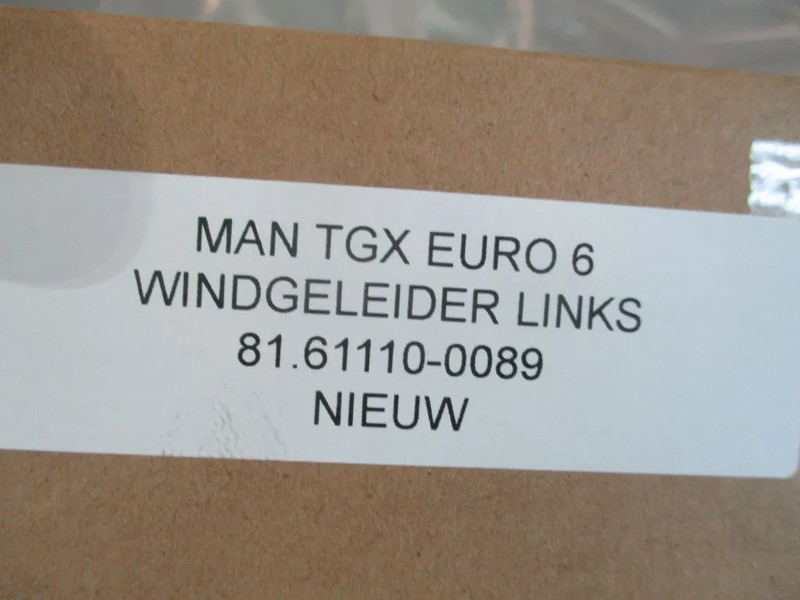 MAN TGX EURO 6
WINDGELEIDER LINKS
81.61110-0089
NIEUW